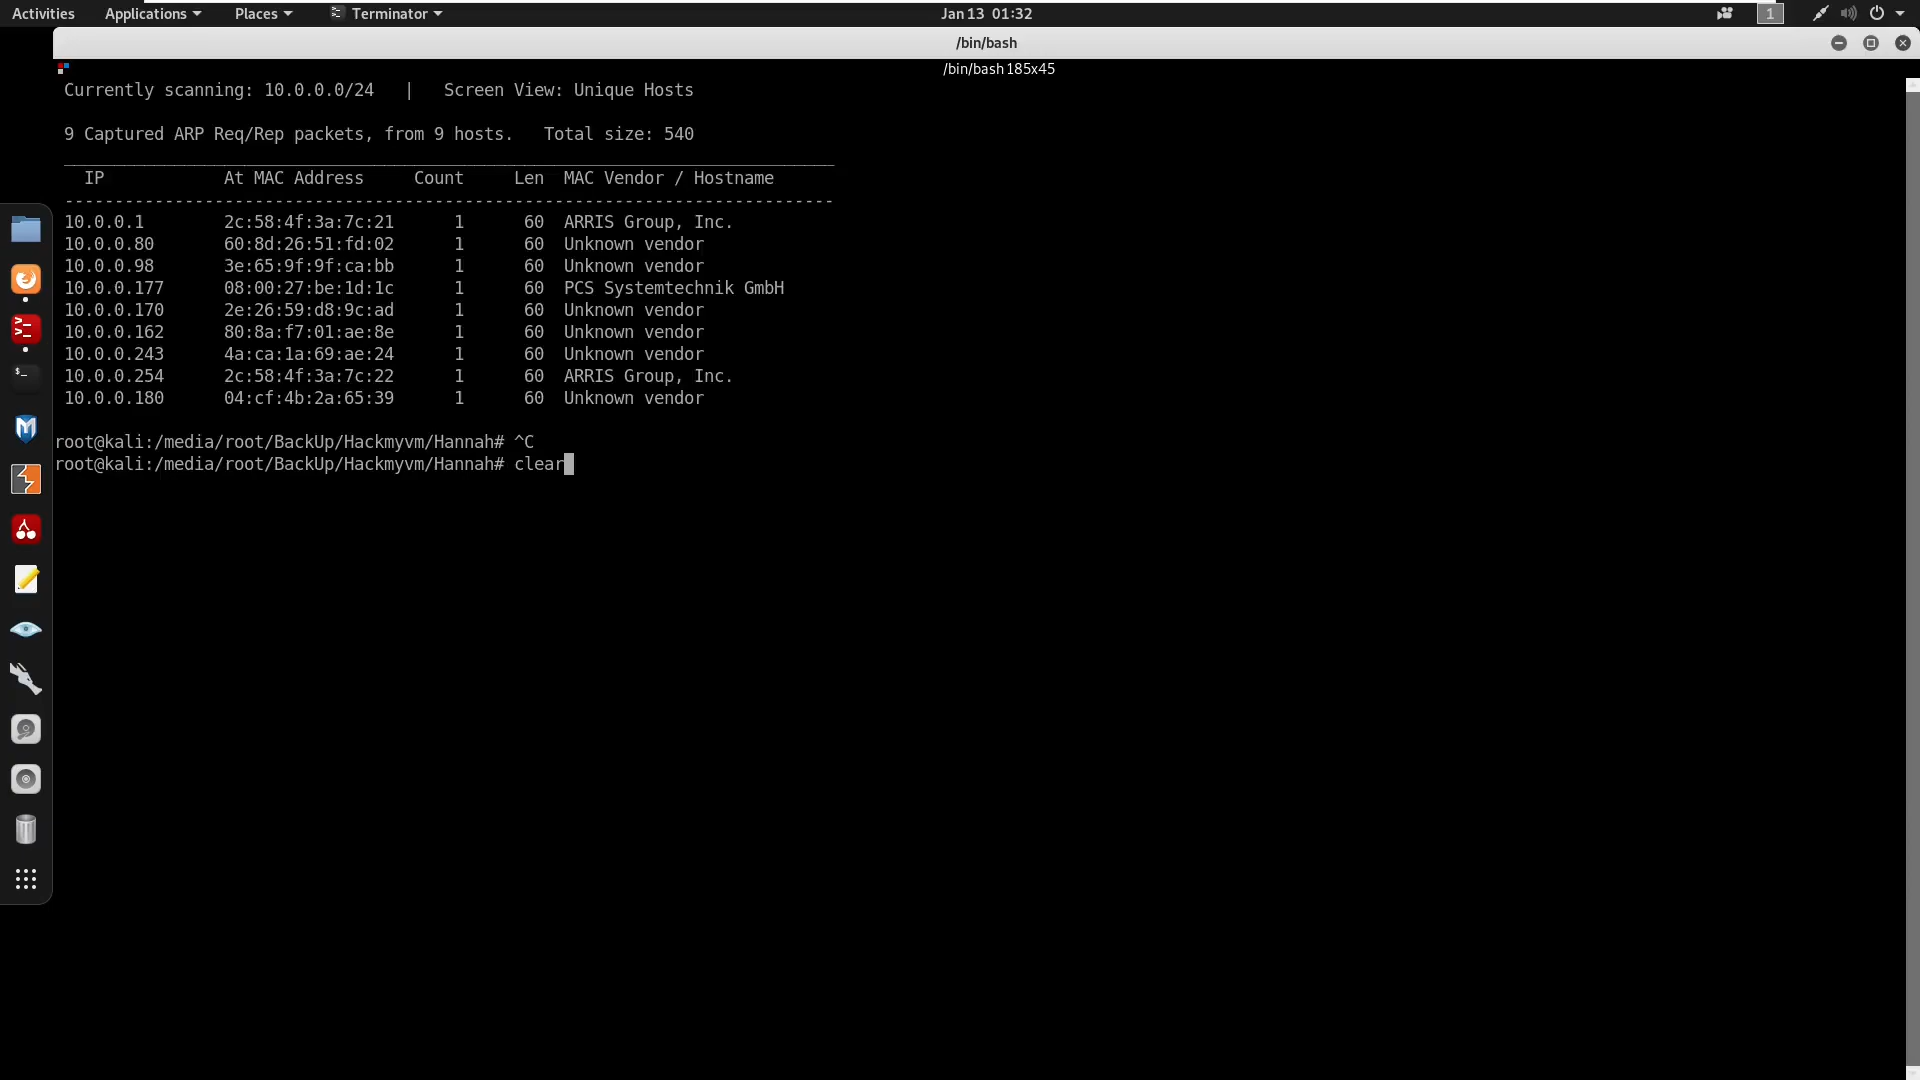 Activities Applications Places Terminator Jan 13 01:32 1
/bin/bash
/bin/bash 185x45
Currently scanning: 10.0.0.0/24 | Screen View: Unique Hosts
9 Captured ARP Req/Rep packets, from 9 hosts. Total size: 540
_____________________________________________________________________________
IP At MAC Address Count Len MAC Vendor / Hostname
-----------------------------------------------------------------------------
10.0.0.1 2c:58:4f:3a:7c:21 1 60 ARRIS Group, Inc.
10.0.0.80 60:8d:26:51:fd:02 1 60 Unknown vendor
10.0.0.98 3e:65:9f:9f:ca:bb 1 60 Unknown vendor
10.0.0.177 08:00:27:be:1d:1c 1 60 PCS Systemtechnik GmbH
10.0.0.170 2e:26:59:d8:9c:ad 1 60 Unknown vendor
10.0.0.162 80:8a:f7:01:ae:8e 1 60 Unknown vendor
10.0.0.243 4a:ca:1a:69:ae:24 1 60 Unknown vendor
10.0.0.254 2c:58:4f:3a:7c:22 1 60 ARRIS Group, Inc.
10.0.0.180 04:cf:4b:2a:65:39 1 60 Unknown vendor
root@kali:/media/root/BackUp/Hackmyvm/Hannah# ^C
root@kali:/media/root/BackUp/Hackmyvm/Hannah# clear